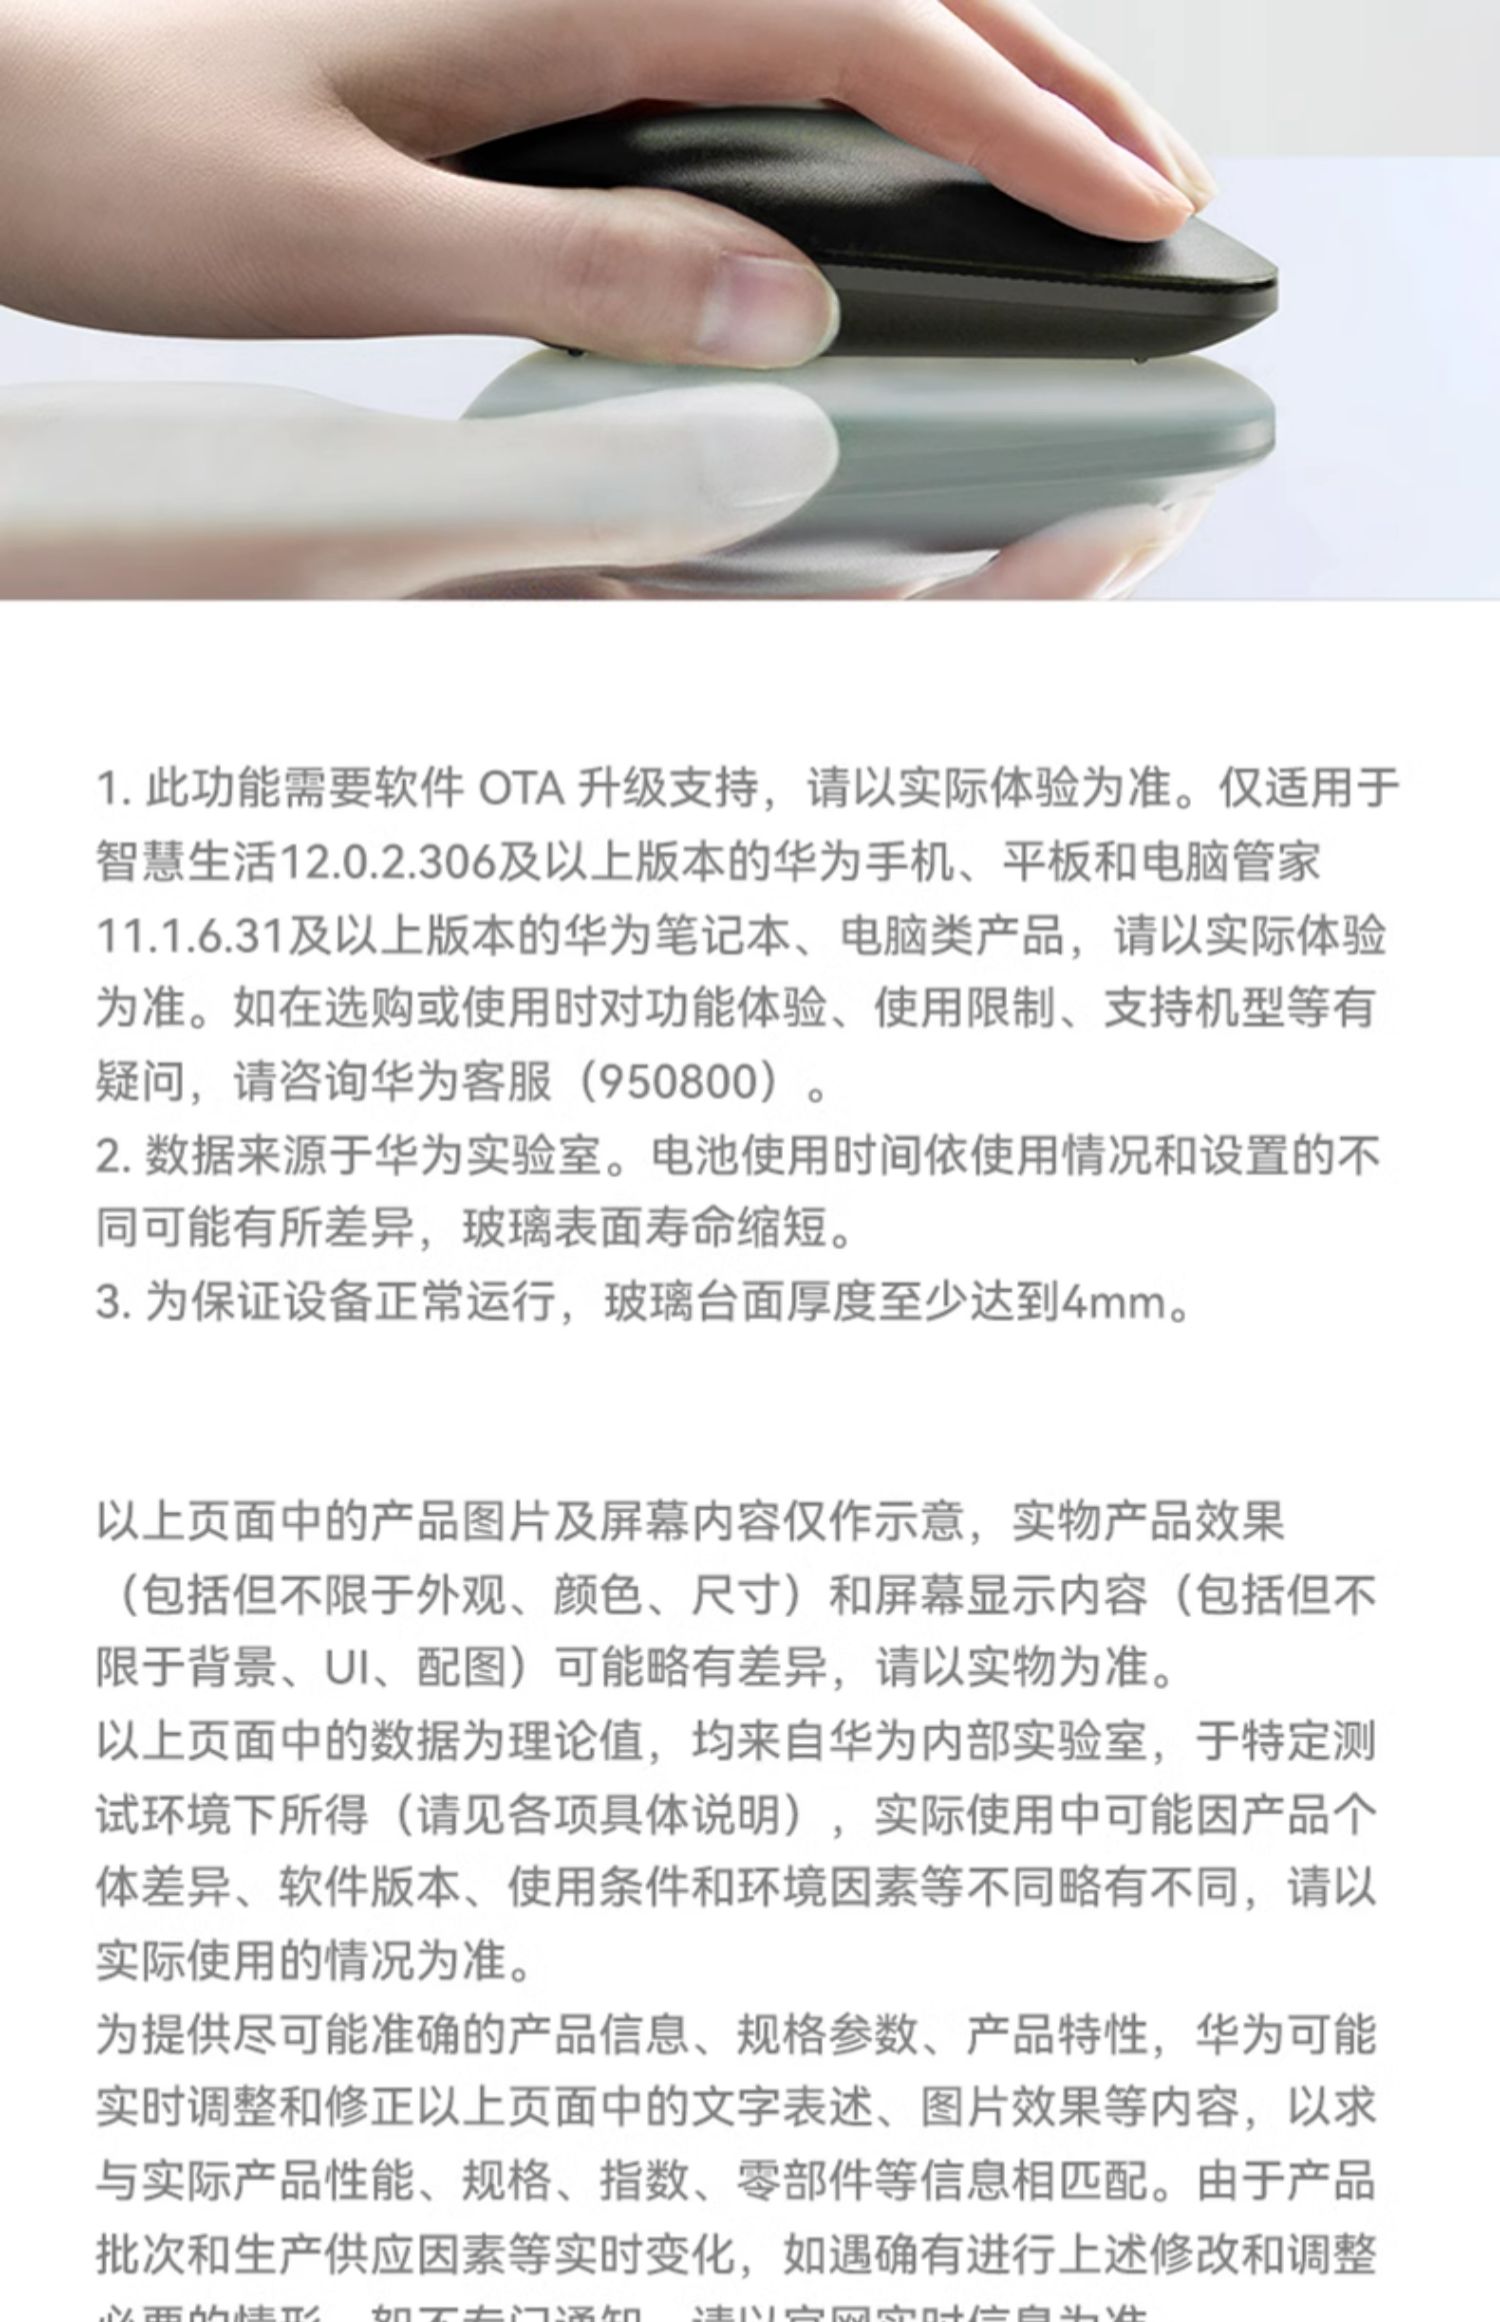 1. 此功能需要软件 OTA 升级支持，请以实际体验为准。仅适用于
智慧生活12.0.2.306及以上版本的华为手机、平板和电脑管家
11.1.6.31及以上版本的华为笔记本、电脑类产品，请以实际体验
为准。如在选购或使用时对功能体验、使用限制、支持机型等有
疑问，请咨询华为客服（950800）。
2. 数据来源于华为实验室。电池使用时间依使用情况和设置的不
同可能有所差异，玻璃表面寿命缩短。
3. 为保证设备正常运行，玻璃台面厚度至少达到4mm。
以上页面中的产品图片及屏幕内容仅作示意，实物产品效果
（包括但不限于外观、颜色、尺寸）和屏幕显示内容（包括但不
限于背景、UI、配图）可能略有差异，请以实物为准。
以上页面中的数据为理论值，均来自华为内部实验室，于特定测
试环境下所得（请见各项具体说明），实际使用中可能因产品个
体差异、软件版本、使用条件和环境因素等不同略有不同，请以
实际使用的情况为准。
为提供尽可能准确的产品信息、规格参数、产品特性，华为可能
实时调整和修正以上页面中的文字表述、图片效果等内容，以求
与实际产品性能、规格、指数、零部件等信息相匹配。由于产品
批次和生产供应因素等实时变化，如遇确有进行上述修改和调整
必要的情形，恕不专门通知，请以官网实时信息为准